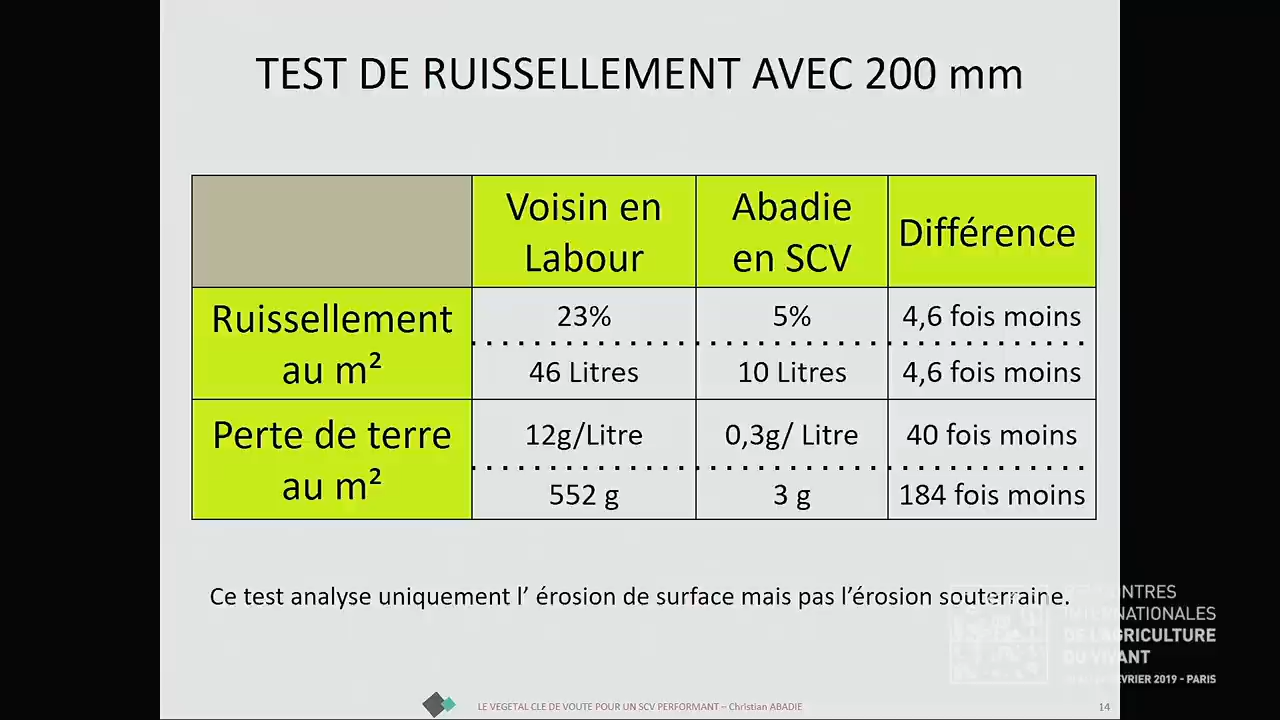 TEST DE RUISSELLEMENT AVEC 200 mm
Voisin en
Labour
Abadie
en SCV
Différence
Ruissellement
au m²
23%
5%
4,6 fois moins
46 Litres
10 Litres
4,6 fois moins
Perte de terre
au m²
12g/Litre
0,3g/ Litre
40 fois moins
552 g
3 g
184 fois moins
Ce test analyse uniquement l’ érosion de surface mais pas l’érosion souterraine.
RENCONTRES
INTERNATIONALES
DE L'AGRICULTURE
DU VIVANT
FÉVRIER 2019 - PARIS
LE VEGETAL CLE DE VOUTE POUR UN SCV PERFORMANT – Christian ABADIE
14